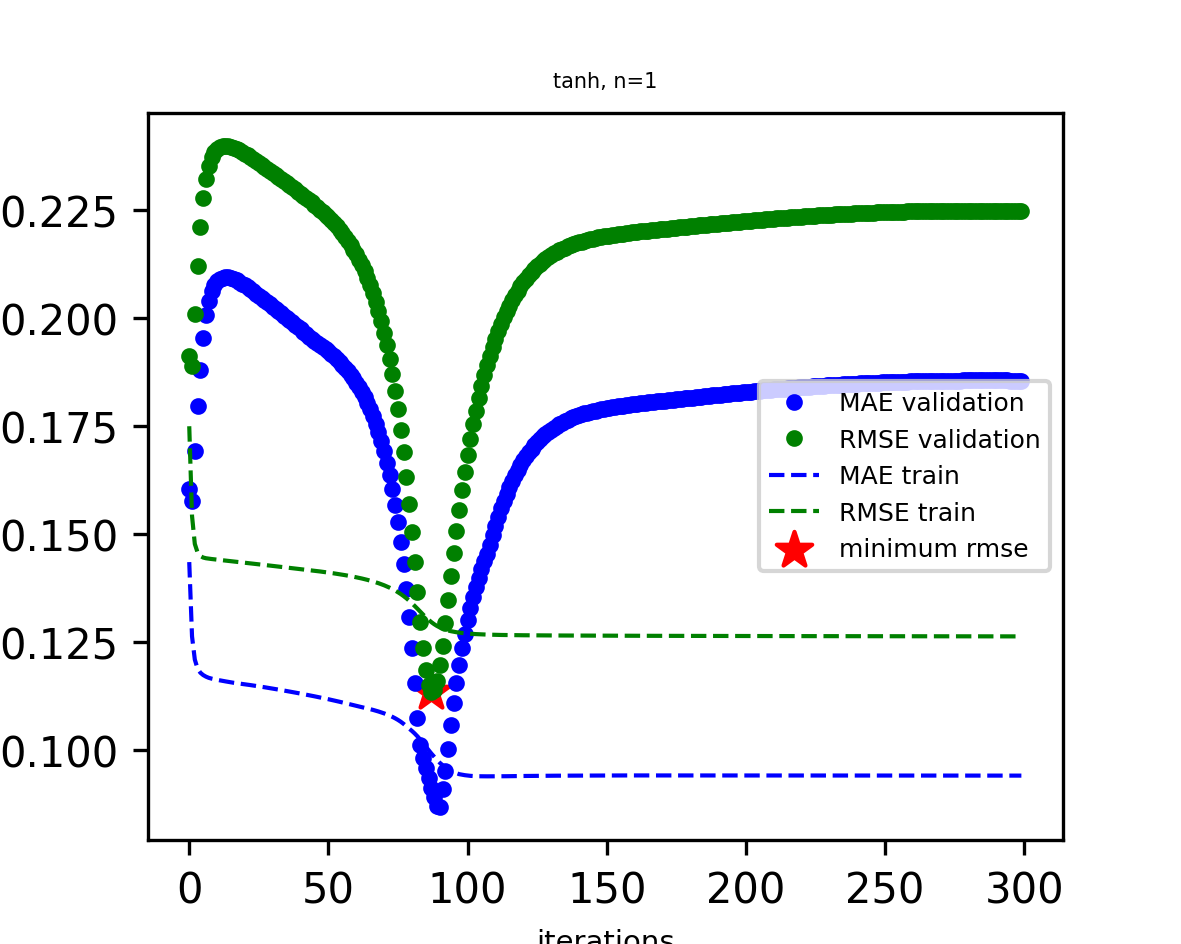 tanh, n=1
0.225
0.200
0.175
0.150
0.125
0.100
MAE validation
RMSE validation
MAE train
RMSE train
minimum rmse
0 50 100 150 200 250 300
iterations